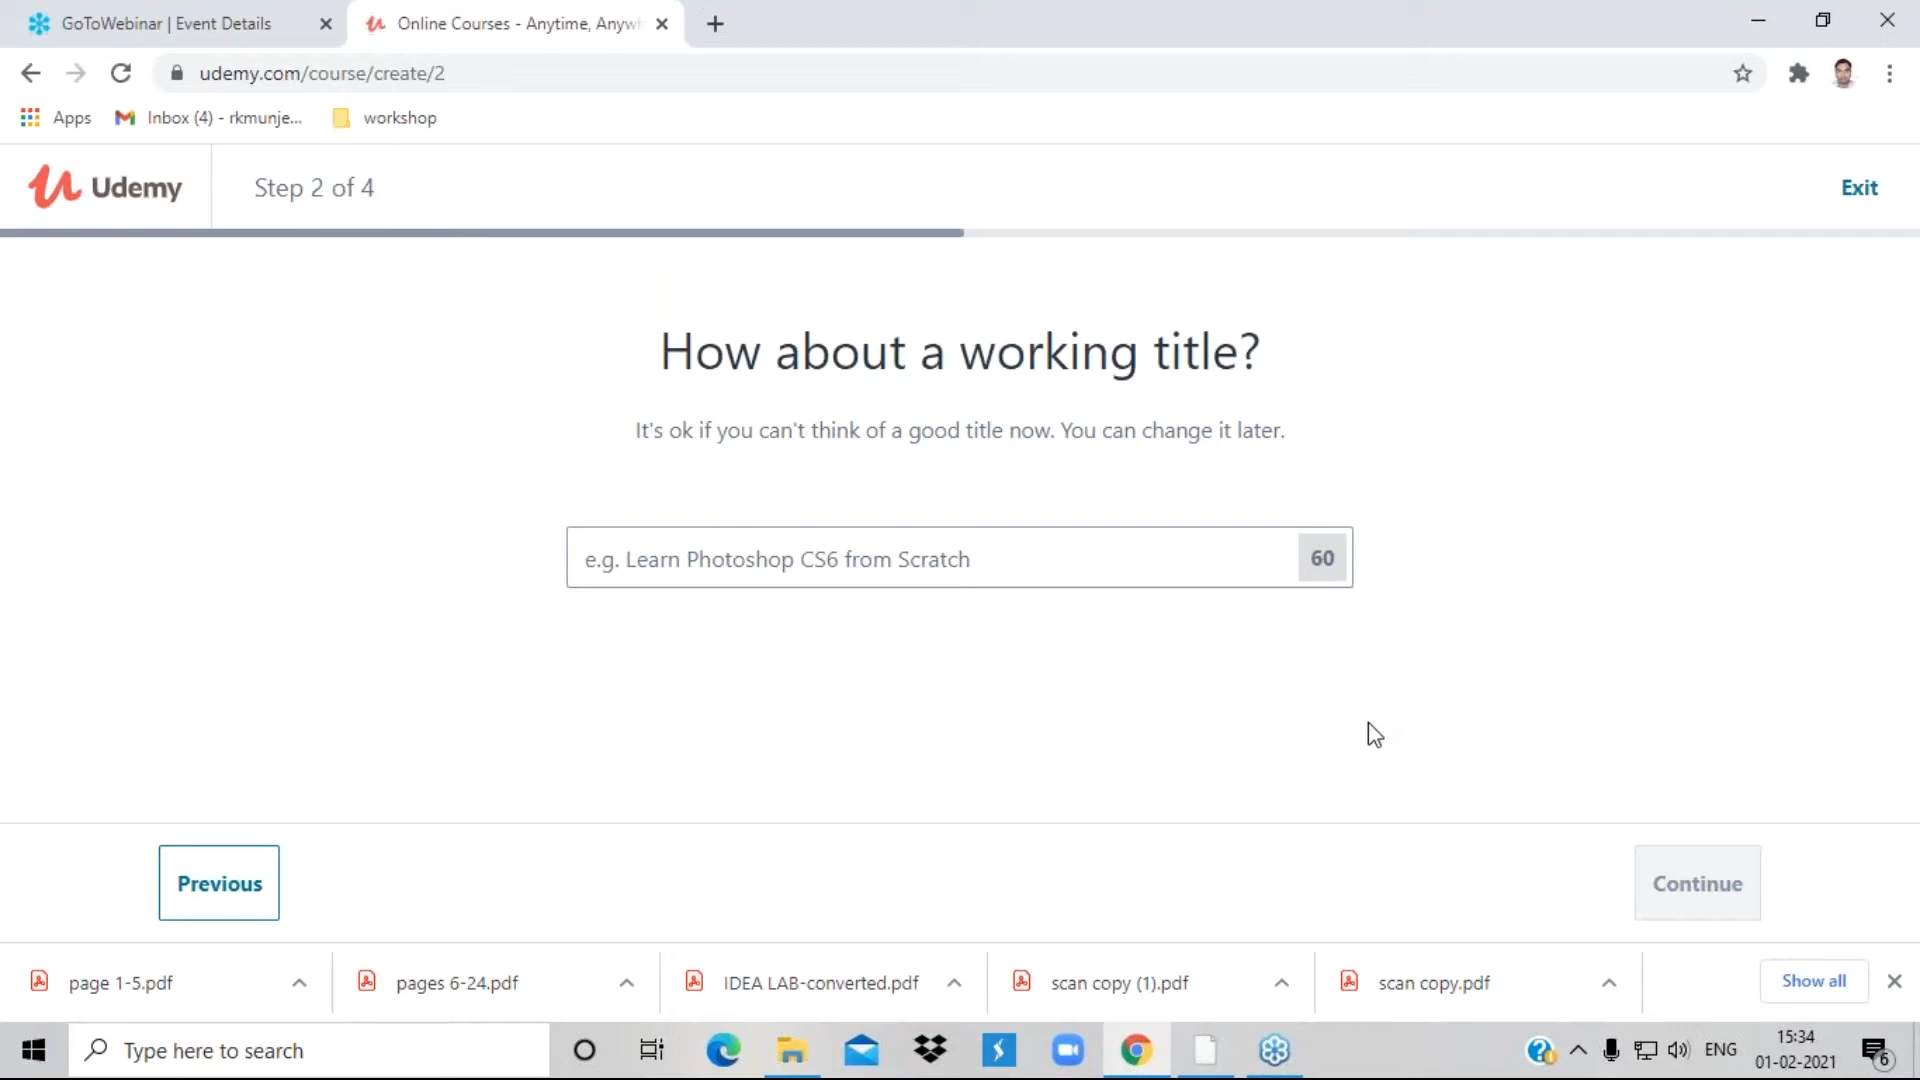 GoToWebinar | Event Details
Online Courses - Anytime, Anywh
udemy.com/course/create/2
Apps
Inbox (4) - rkmunje...
workshop
Udemy
Step 2 of 4
Exit
How about a working title?
It's ok if you can't think of a good title now. You can change it later.
e.g. Learn Photoshop CS6 from Scratch
60
Previous
Continue
page 1-5.pdf
pages 6-24.pdf
IDEA LAB-converted.pdf
scan copy (1).pdf
scan copy.pdf
Show all
Type here to search
ENG
15:34
01-02-2021
6